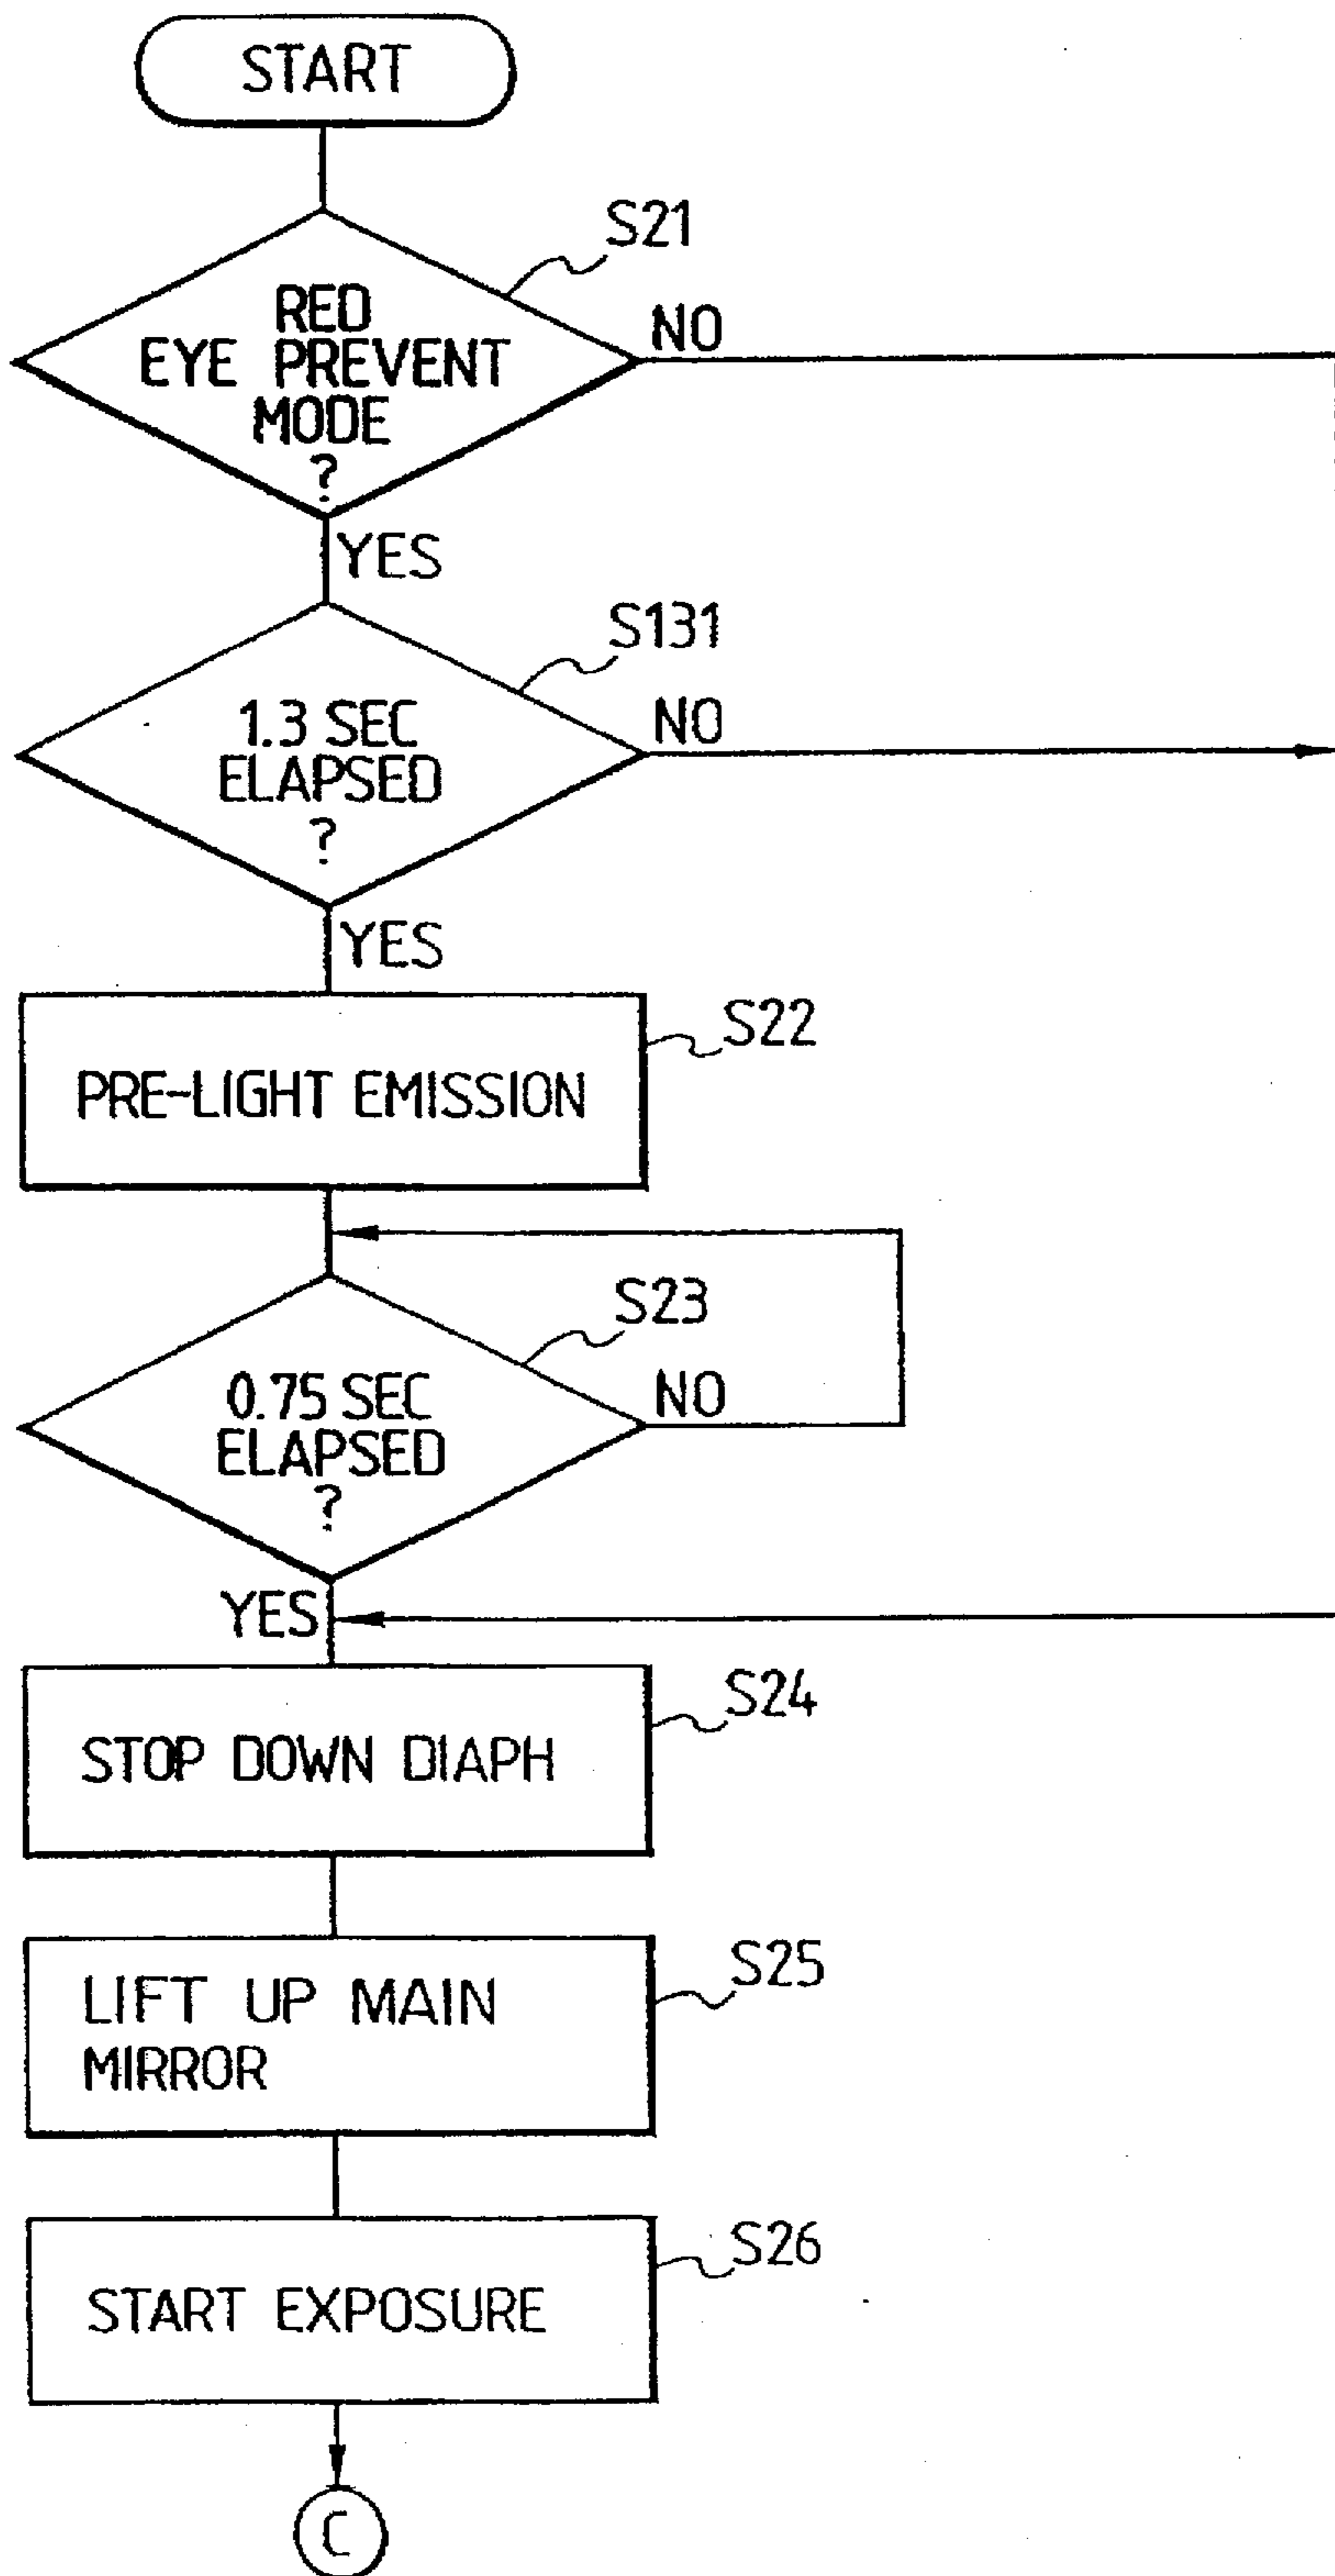 START
S21
RED
EYE PREVENT
MODE
?
NO
YES
S131
1.3 SEC
ELAPSED
?
NO
YES
S22
PRE-LIGHT EMISSION
S23
0.75 SEC
ELAPSED
?
NO
YES
S24
STOP DOWN DIAPH
S25
LIFT UP MAIN
MIRROR
S26
START EXPOSURE
C